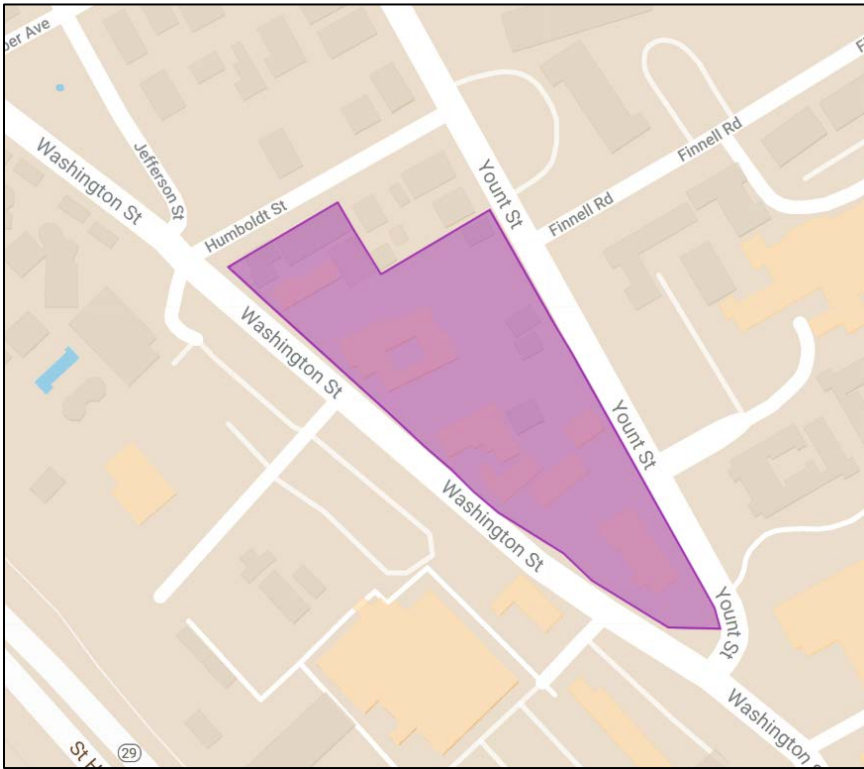 ber Ave
Washington St
Jefferson St
Humboldt St
Yount St
Finnell Rd
Finnell Rd
Washington St
Yount St
Washington St
Yount St
Washington S
29
St H